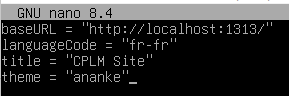 GNU nano 8.4
baseURL = "http://localhost:1313/"
languageCode = "fr-fr"
title = "CPLM Site"
theme = "ananke"